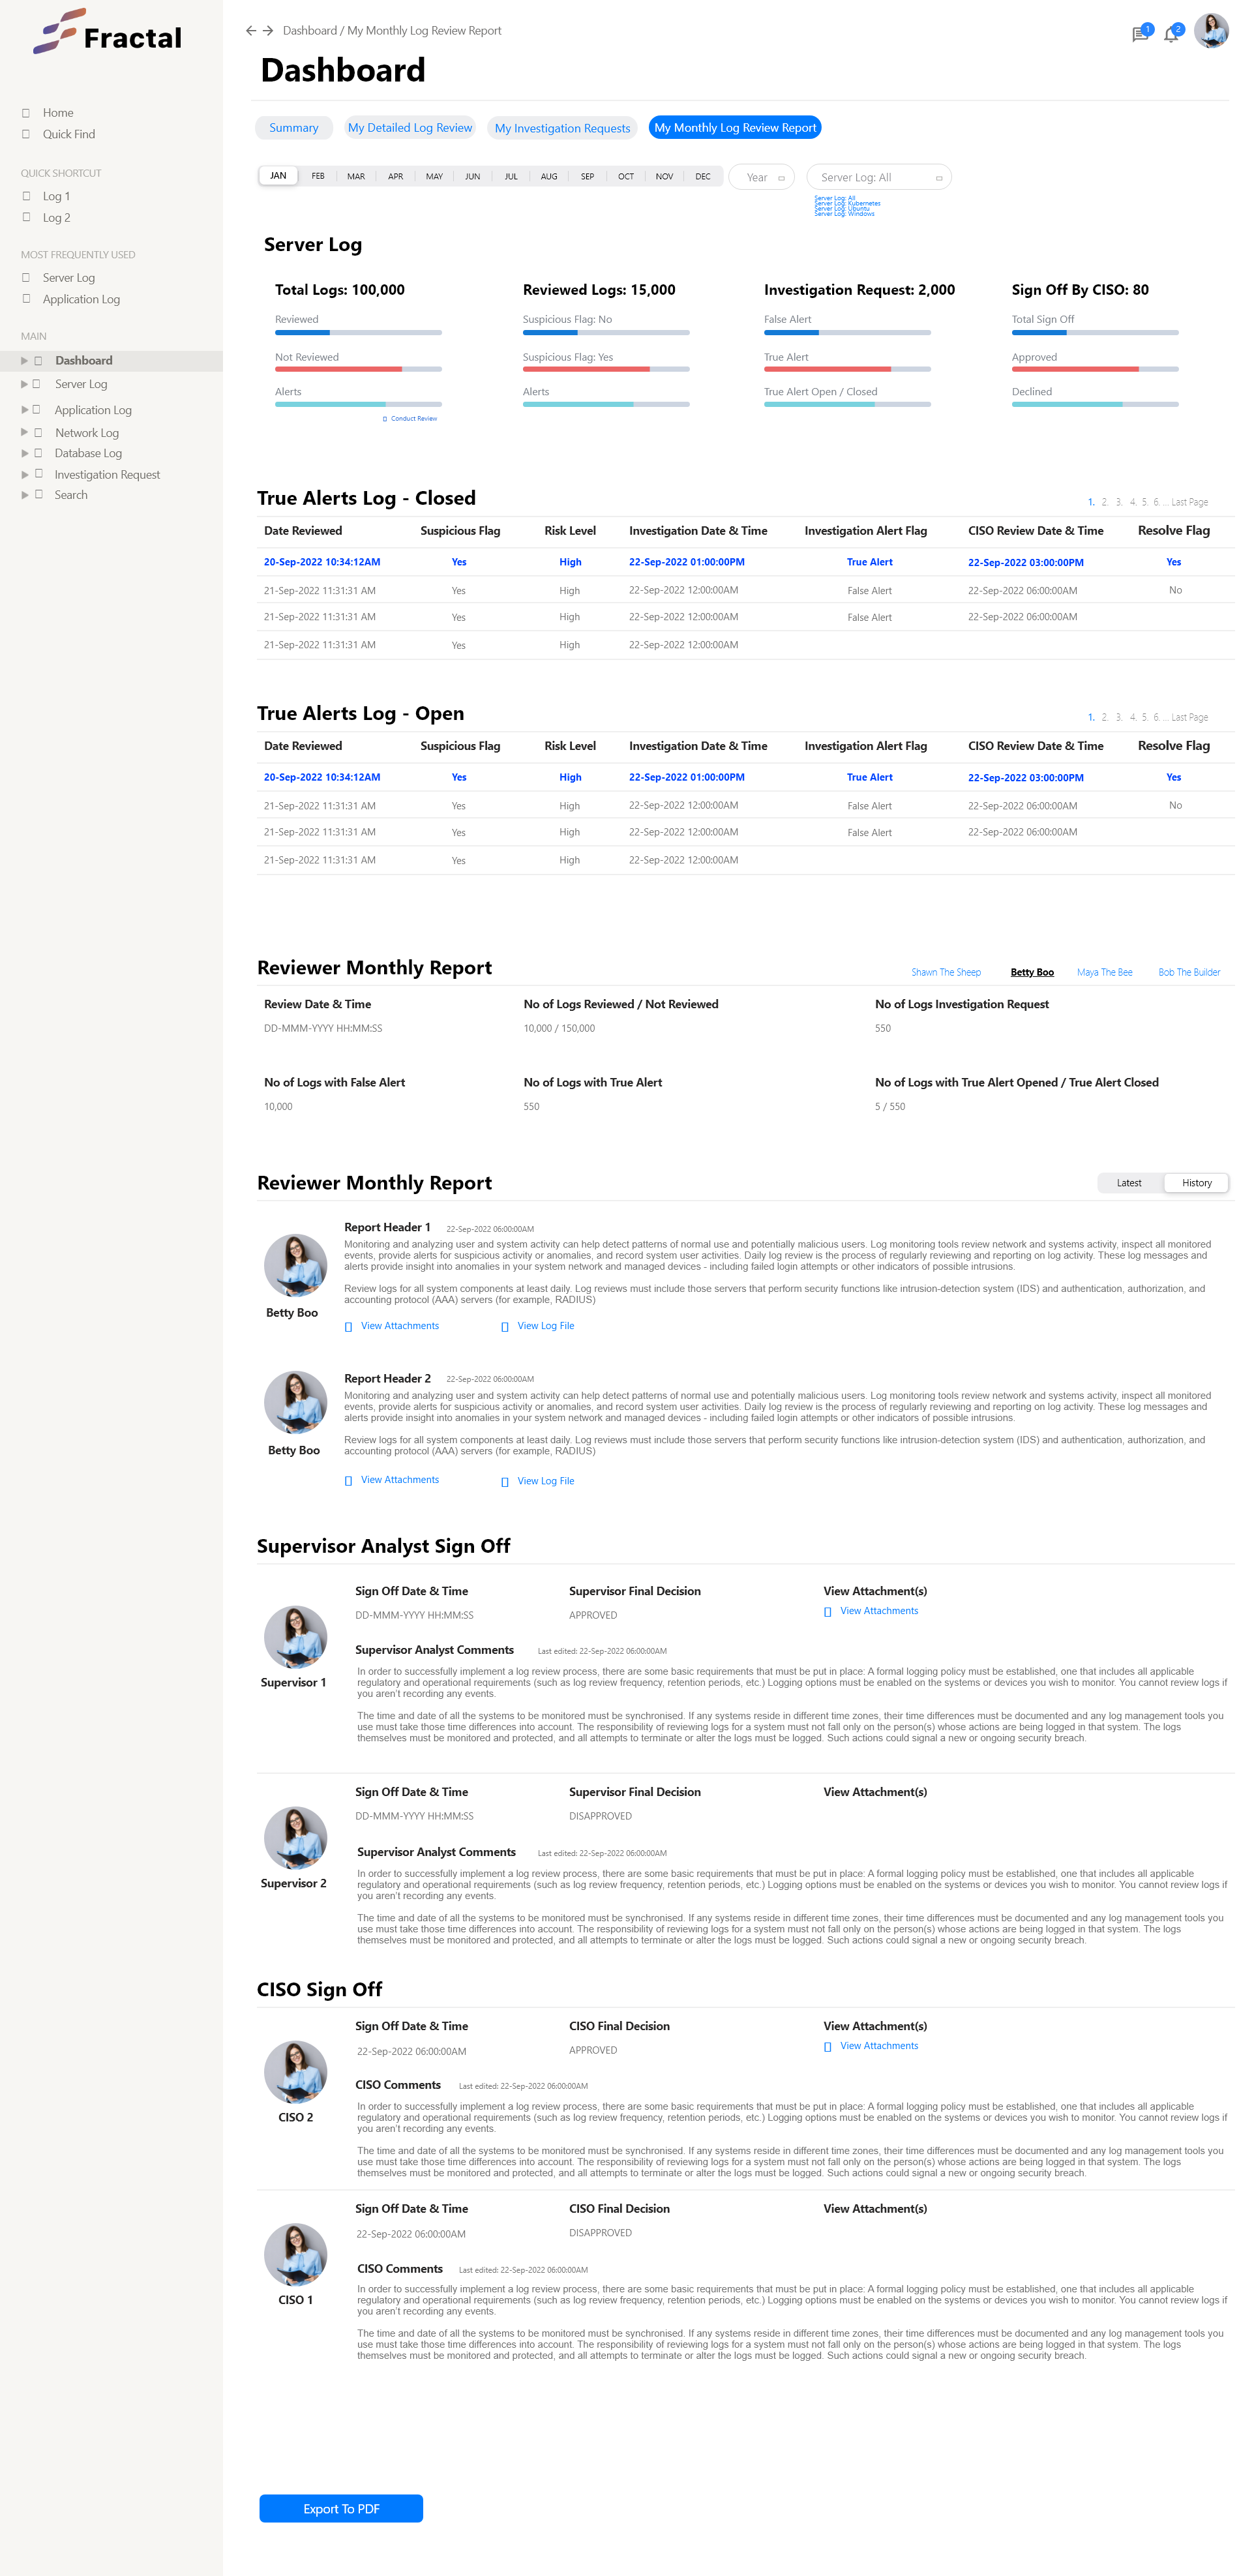 Fractal
Home
Quick Find
QUICK SHORTCUT
Log 1
Log 2
MOST FREQUENTLY USED
Server Log
Application Log
MAIN
Dashboard
Server Log
Application Log
Network Log
Database Log
Investigation Request
Search
Dashboard / My Monthly Log Review Report
1
2
Dashboard
Summary My Detailed Log Review My Investigation Requests My Monthly Log Review Report
JAN FEB MAR APR MAY JUN JUL AUG SEP OCT NOV DEC Year Server Log: All
Server Log: All
Server Log: Kubernetes
Server Log: Ubuntu
Server Log: Windows
Server Log
Total Logs: 100,000 Reviewed Logs: 15,000 Investigation Request: 2,000 Sign Off By CISO: 80
Reviewed Suspicious Flag: No False Alert Total Sign Off
Not Reviewed Suspicious Flag: Yes True Alert Approved
Alerts Alerts True Alert Open / Closed Declined
Conduct Review
True Alerts Log - Closed
1. 2. 3. 4. 5. 6. ... Last Page
Date Reviewed Suspicious Flag Risk Level Investigation Date & Time Investigation Alert Flag CISO Review Date & Time Resolve Flag
20-Sep-2022 10:34:12AM Yes High 22-Sep-2022 01:00:00PM True Alert 22-Sep-2022 03:00:00PM Yes
21-Sep-2022 11:31:31 AM Yes High 22-Sep-2022 12:00:00AM False Alert 22-Sep-2022 06:00:00AM No
21-Sep-2022 11:31:31 AM Yes High 22-Sep-2022 12:00:00AM False Alert 22-Sep-2022 06:00:00AM
21-Sep-2022 11:31:31 AM Yes High 22-Sep-2022 12:00:00AM
True Alerts Log - Open
1. 2. 3. 4. 5. 6. ... Last Page
Date Reviewed Suspicious Flag Risk Level Investigation Date & Time Investigation Alert Flag CISO Review Date & Time Resolve Flag
20-Sep-2022 10:34:12AM Yes High 22-Sep-2022 01:00:00PM True Alert 22-Sep-2022 03:00:00PM Yes
21-Sep-2022 11:31:31 AM Yes High 22-Sep-2022 12:00:00AM False Alert 22-Sep-2022 06:00:00AM No
21-Sep-2022 11:31:31 AM Yes High 22-Sep-2022 12:00:00AM False Alert 22-Sep-2022 06:00:00AM
21-Sep-2022 11:31:31 AM Yes High 22-Sep-2022 12:00:00AM
Reviewer Monthly Report
Shawn The Sheep Betty Boo Maya The Bee Bob The Builder
Review Date & Time No of Logs Reviewed / Not Reviewed No of Logs Investigation Request
DD-MMM-YYYY HH:MM:SS 10,000 / 150,000 550
No of Logs with False Alert No of Logs with True Alert No of Logs with True Alert Opened / True Alert Closed
10,000 550 5 / 550
Reviewer Monthly Report
Latest History
Report Header 1 22-Sep-2022 06:00:00AM
Monitoring and analyzing user and system activity can help detect patterns of normal use and potentially malicious users. Log monitoring tools review network and systems activity, inspect all monitored
events, provide alerts for suspicious activity or anomalies, and record system user activities. Daily log review is the process of regularly reviewing and reporting on log activity. These log messages and
alerts provide insight into anomalies in your system network and managed devices - including failed login attempts or other indicators of possible intrusions.
Review logs for all system components at least daily. Log reviews must include those servers that perform security functions like intrusion-detection system (IDS) and authentication, authorization, and
accounting protocol (AAA) servers (for example, RADIUS)
Betty Boo
View Attachments View Log File
Report Header 2 22-Sep-2022 06:00:00AM
Monitoring and analyzing user and system activity can help detect patterns of normal use and potentially malicious users. Log monitoring tools review network and systems activity, inspect all monitored
events, provide alerts for suspicious activity or anomalies, and record system user activities. Daily log review is the process of regularly reviewing and reporting on log activity. These log messages and
alerts provide insight into anomalies in your system network and managed devices - including failed login attempts or other indicators of possible intrusions.
Review logs for all system components at least daily. Log reviews must include those servers that perform security functions like intrusion-detection system (IDS) and authentication, authorization, and
accounting protocol (AAA) servers (for example, RADIUS)
Betty Boo
View Attachments View Log File
Supervisor Analyst Sign Off
Sign Off Date & Time Supervisor Final Decision View Attachment(s)
DD-MMM-YYYY HH:MM:SS APPROVED View Attachments
Supervisor Analyst Comments Last edited: 22-Sep-2022 06:00:00AM
Supervisor 1
In order to successfully implement a log review process, there are some basic requirements that must be put in place: A formal logging policy must be established, one that includes all applicable
regulatory and operational requirements (such as log review frequency, retention periods, etc.) Logging options must be enabled on the systems or devices you wish to monitor. You cannot review logs if
you aren't recording any events.
The time and date of all the systems to be monitored must be synchronised. If any systems reside in different time zones, their time differences must be documented and any log management tools you
use must take those time differences into account. The responsibility of reviewing logs for a system must not fall only on the person(s) whose actions are being logged in that system. The logs
themselves must be monitored and protected, and all attempts to terminate or alter the logs must be logged. Such actions could signal a new or ongoing security breach.
Sign Off Date & Time Supervisor Final Decision View Attachment(s)
DD-MMM-YYYY HH:MM:SS DISAPPROVED
Supervisor Analyst Comments Last edited: 22-Sep-2022 06:00:00AM
Supervisor 2
In order to successfully implement a log review process, there are some basic requirements that must be put in place: A formal logging policy must be established, one that includes all applicable
regulatory and operational requirements (such as log review frequency, retention periods, etc.) Logging options must be enabled on the systems or devices you wish to monitor. You cannot review logs if
you aren't recording any events.
The time and date of all the systems to be monitored must be synchronised. If any systems reside in different time zones, their time differences must be documented and any log management tools you
use must take those time differences into account. The responsibility of reviewing logs for a system must not fall only on the person(s) whose actions are being logged in that system. The logs
themselves must be monitored and protected, and all attempts to terminate or alter the logs must be logged. Such actions could signal a new or ongoing security breach.
CISO Sign Off
Sign Off Date & Time CISO Final Decision View Attachment(s)
22-Sep-2022 06:00:00AM APPROVED View Attachments
CISO Comments Last edited: 22-Sep-2022 06:00:00AM
CISO 2
In order to successfully implement a log review process, there are some basic requirements that must be put in place: A formal logging policy must be established, one that includes all applicable
regulatory and operational requirements (such as log review frequency, retention periods, etc.) Logging options must be enabled on the systems or devices you wish to monitor. You cannot review logs if
you aren't recording any events.
The time and date of all the systems to be monitored must be synchronised. If any systems reside in different time zones, their time differences must be documented and any log management tools you
use must take those time differences into account. The responsibility of reviewing logs for a system must not fall only on the person(s) whose actions are being logged in that system. The logs
themselves must be monitored and protected, and all attempts to terminate or alter the logs must be logged. Such actions could signal a new or ongoing security breach.
Sign Off Date & Time CISO Final Decision View Attachment(s)
22-Sep-2022 06:00:00AM DISAPPROVED
CISO Comments Last edited: 22-Sep-2022 06:00:00AM
CISO 1
In order to successfully implement a log review process, there are some basic requirements that must be put in place: A formal logging policy must be established, one that includes all applicable
regulatory and operational requirements (such as log review frequency, retention periods, etc.) Logging options must be enabled on the systems or devices you wish to monitor. You cannot review logs if
you aren't recording any events.
The time and date of all the systems to be monitored must be synchronised. If any systems reside in different time zones, their time differences must be documented and any log management tools you
use must take those time differences into account. The responsibility of reviewing logs for a system must not fall only on the person(s) whose actions are being logged in that system. The logs
themselves must be monitored and protected, and all attempts to terminate or alter the logs must be logged. Such actions could signal a new or ongoing security breach.
Export To PDF